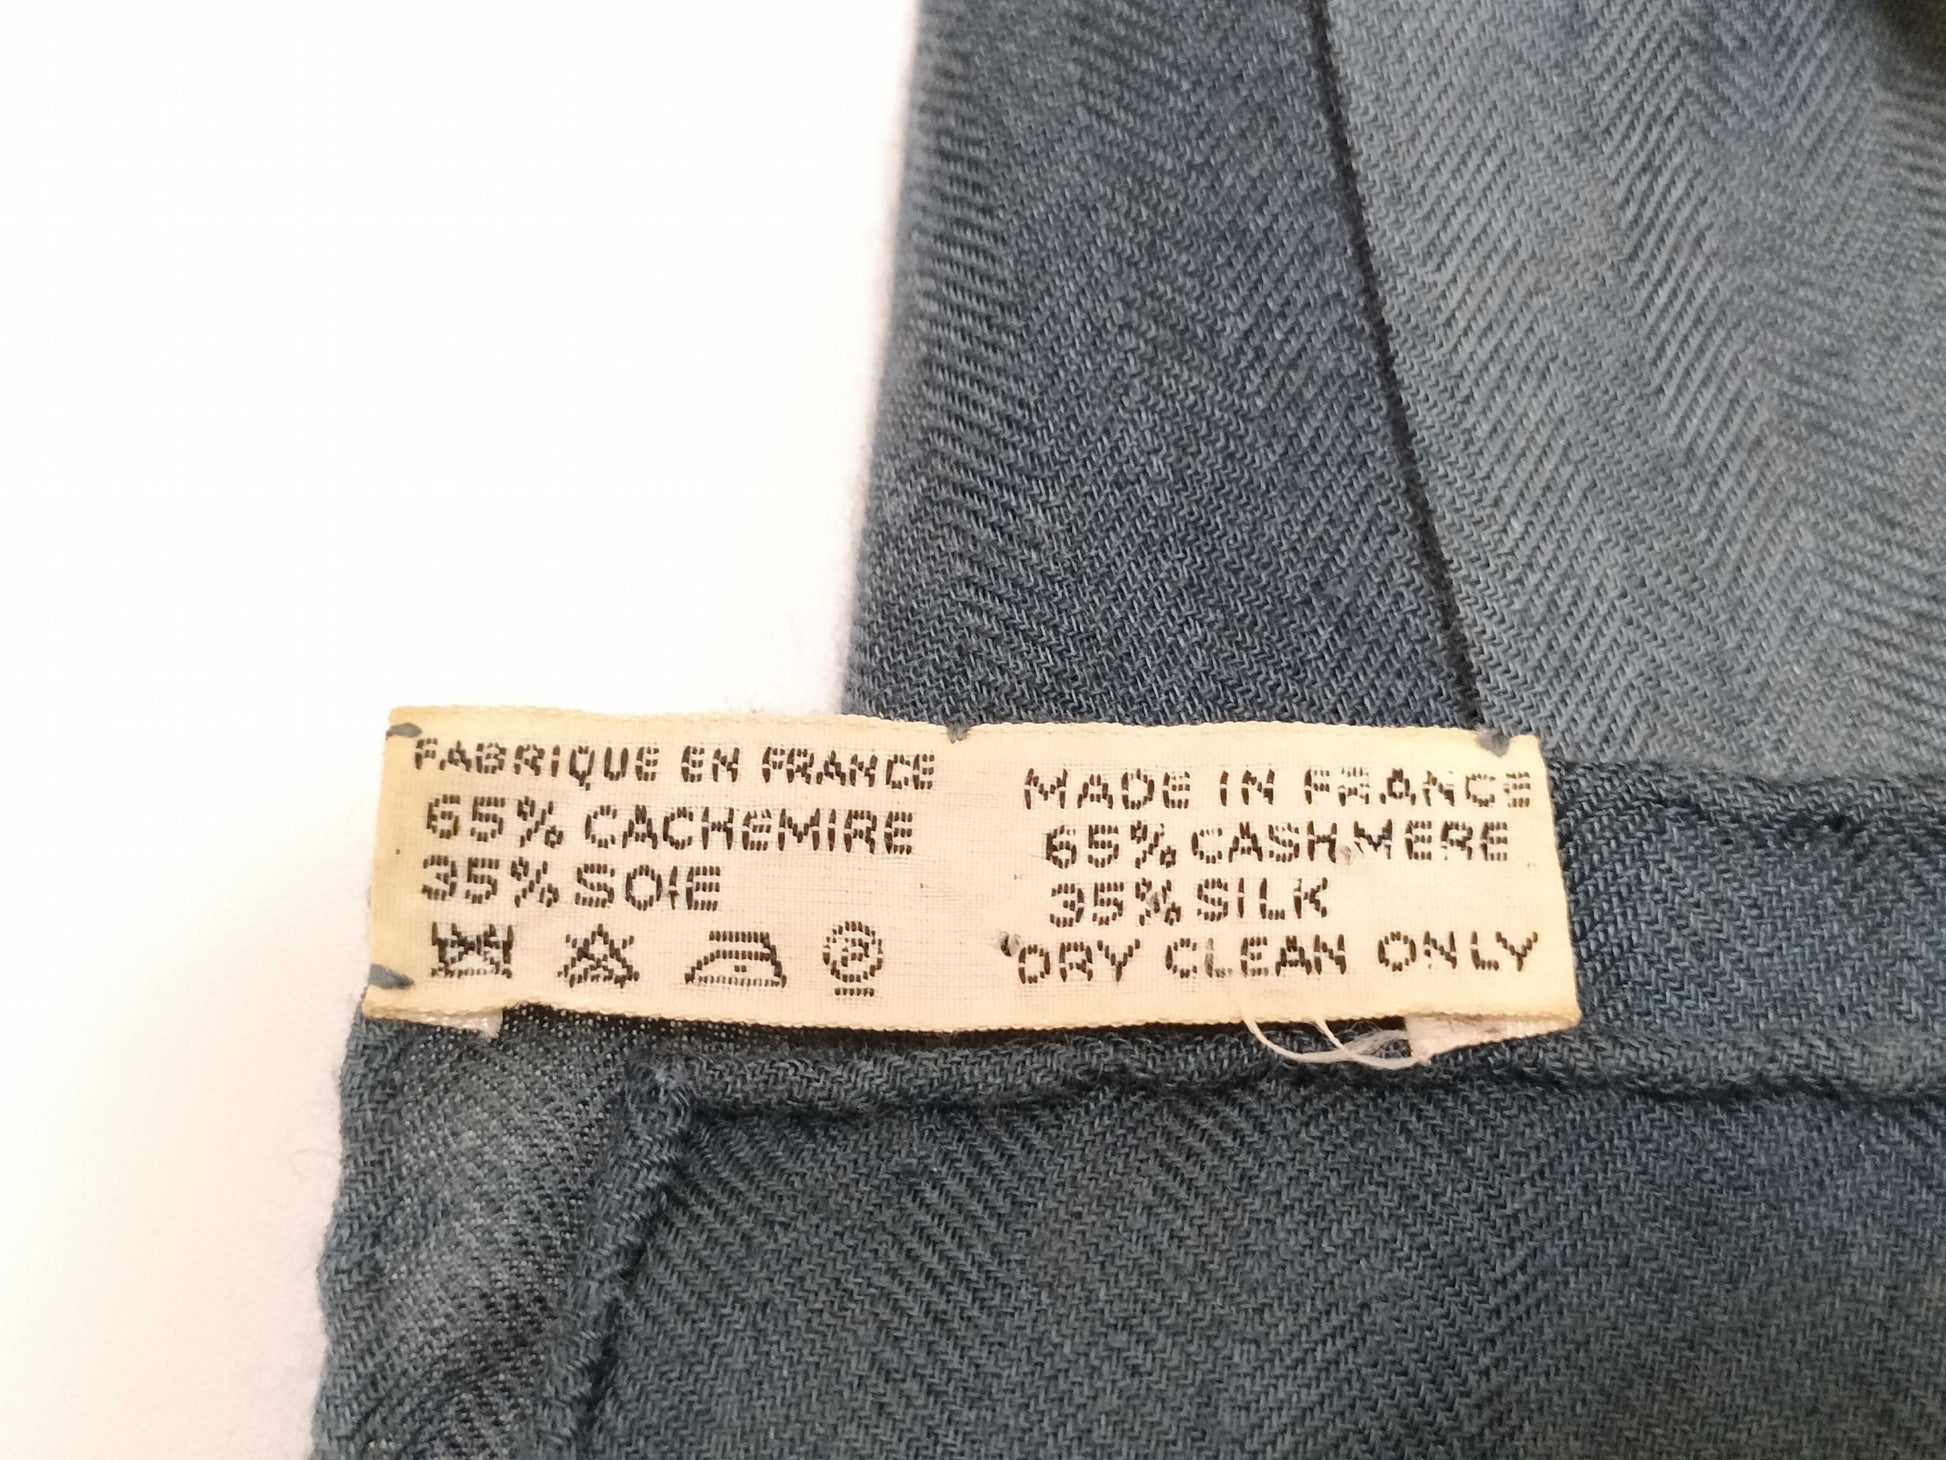 FABRIQUE EN FRANCE
65% CACHEMIRE
35% SOIE
P
MADE IN FRANCE
65% CASHMERE
35% SILK
DRY CLEAN ONLY